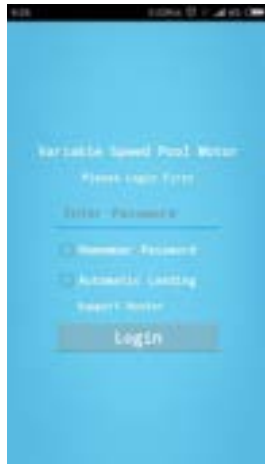 Variable Speed Pool Motor
Please Login First
Enter Password
Remember Password
Automatic Landing
Support Router
Login